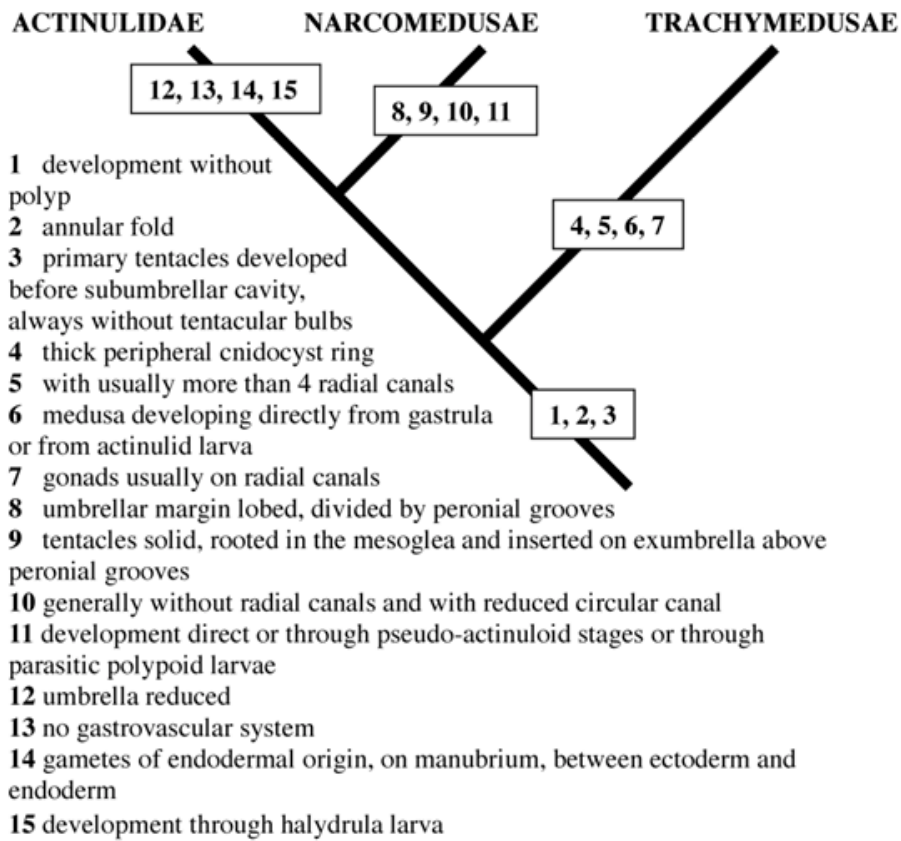 ACTINULIDAE NARCOMEDUSAE TRACHYMEDUSAE
12, 13, 14, 15
8, 9, 10, 11
4, 5, 6, 7
1, 2, 3
1 development without
polyp
2 annular fold
3 primary tentacles developed
before subumbrellar cavity,
always without tentacular bulbs
4 thick peripheral cnidocyst ring
5 with usually more than 4 radial canals
6 medusa developing directly from gastrula
or from actinulid larva
7 gonads usually on radial canals
8 umbrellar margin lobed, divided by peronial grooves
9 tentacles solid, rooted in the mesoglea and inserted on exumbrella above
peronial grooves
10 generally without radial canals and with reduced circular canal
11 development direct or through pseudo-actinuloid stages or through
parasitic polypoid larvae
12 umbrella reduced
13 no gastrovascular system
14 gametes of endodermal origin, on manubrium, between ectoderm and
endoderm
15 development through halydrula larva